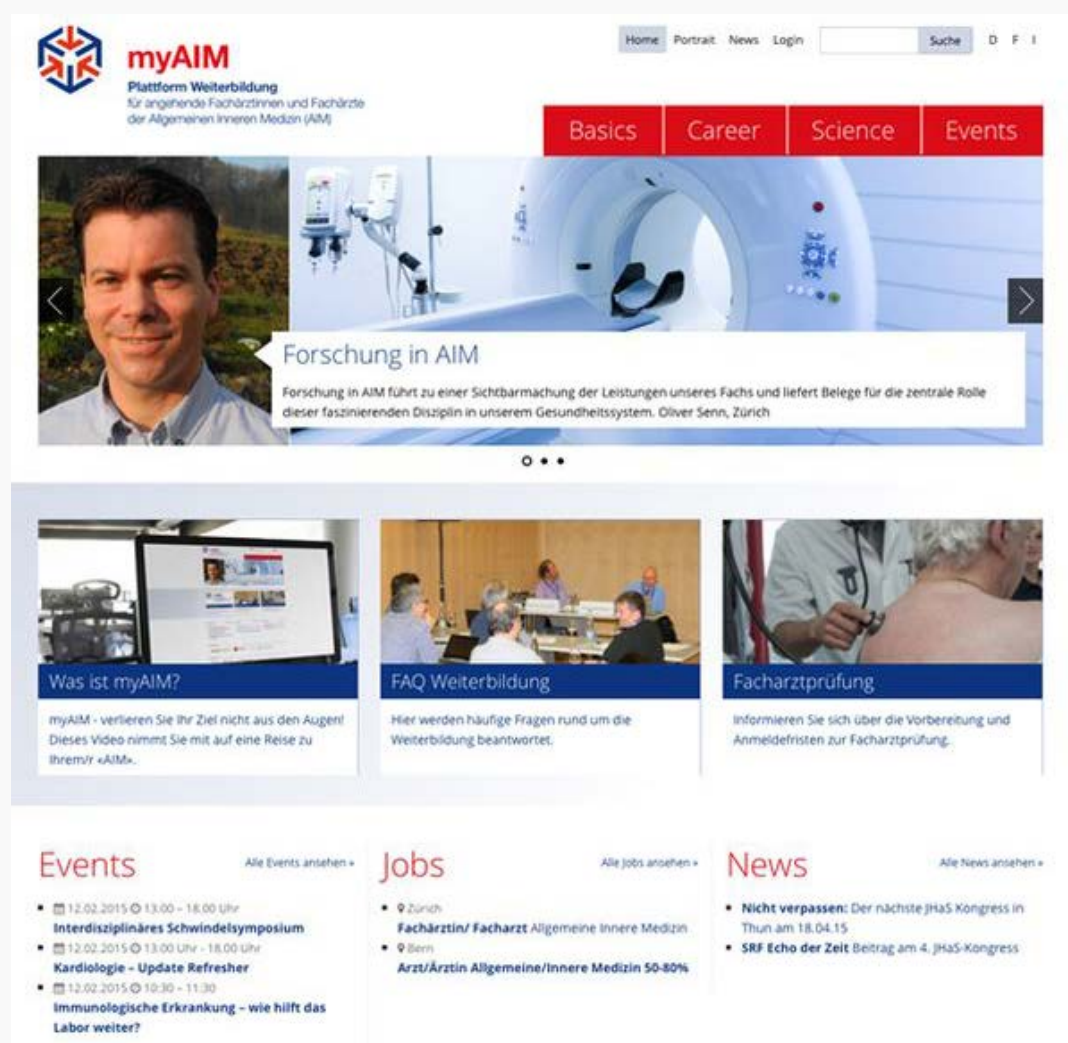 myAIM
Plattform Weiterbildung
für angehende Fachärztinnen und Fachärzte
der Allgemeinen Inneren Medizin (AIM)
Home Portrait News Login Suche D F I
Basics Career Science Events
Forschung in AIM
Forschung in AIM führt zu einer Sichtbarmachung der Leistungen unseres Fachs und liefert Belege für die zentrale Rolle
dieser faszinierenden Disziplin in unserem Gesundheitssystem. Oliver Senn, Zürich
Was ist myAIM?
myAIM - verlieren Sie Ihr Ziel nicht aus den Augen!
Dieses Video nimmt Sie mit auf eine Reise zu
Ihrem/r «AIM».
FAQ Weiterbildung
Hier werden häufige Fragen rund um die
Weiterbildung beantwortet.
Facharztprüfung
Informieren Sie sich über die Vorbereitung und
Anmeldefristen zur Facharztprüfung.
Events Alle Events ansehen »
12.02.2015 13:00 – 18:00 Uhr
Interdisziplinäres Schwindelsymposium
12.02.2015 13:00 Uhr - 18:00 Uhr
Kardiologie – Update Refresher
12.02.2015 10:30 – 11:30
Immunologische Erkrankung – wie hilft das
Labor weiter?
Jobs Alle Jobs ansehen »
Zürich
Fachärztin/ Facharzt Allgemeine Innere Medizin
Bern
Arzt/Ärztin Allgemeine/Innere Medizin 50-80%
News Alle News ansehen »
Nicht verpassen: Der nächste JHaS Kongress in
Thun am 18.04.15
SRF Echo der Zeit Beitrag am 4. JHaS-Kongress